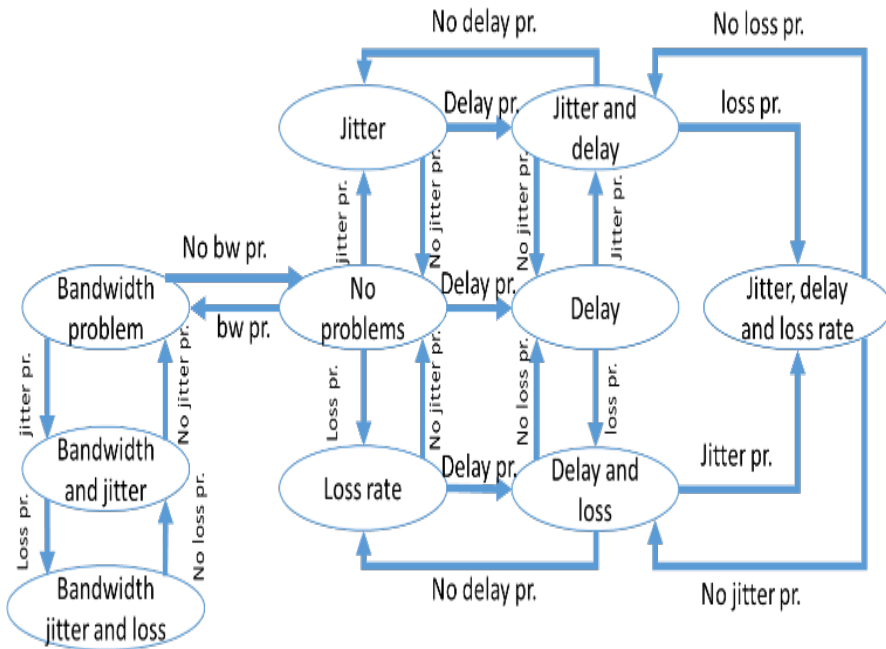 No delay pr.
No loss pr.
Jitter
Delay pr.
Jitter and
delay
loss pr.
jitter pr.
No jitter pr.
No jitter pr.
Jitter pr.
No bw pr.
Bandwidth
problem
bw pr.
No
problems
Delay pr.
Delay
Jitter, delay
and loss rate
jitter pr.
No jitter pr.
Loss pr.
No jitter pr.
No loss pr.
loss pr.
Bandwidth
and jitter
Loss rate
Delay pr.
Delay and
loss
Jitter pr.
Loss pr.
No loss pr.
No delay pr.
No jitter pr.
Bandwidth
jitter and loss